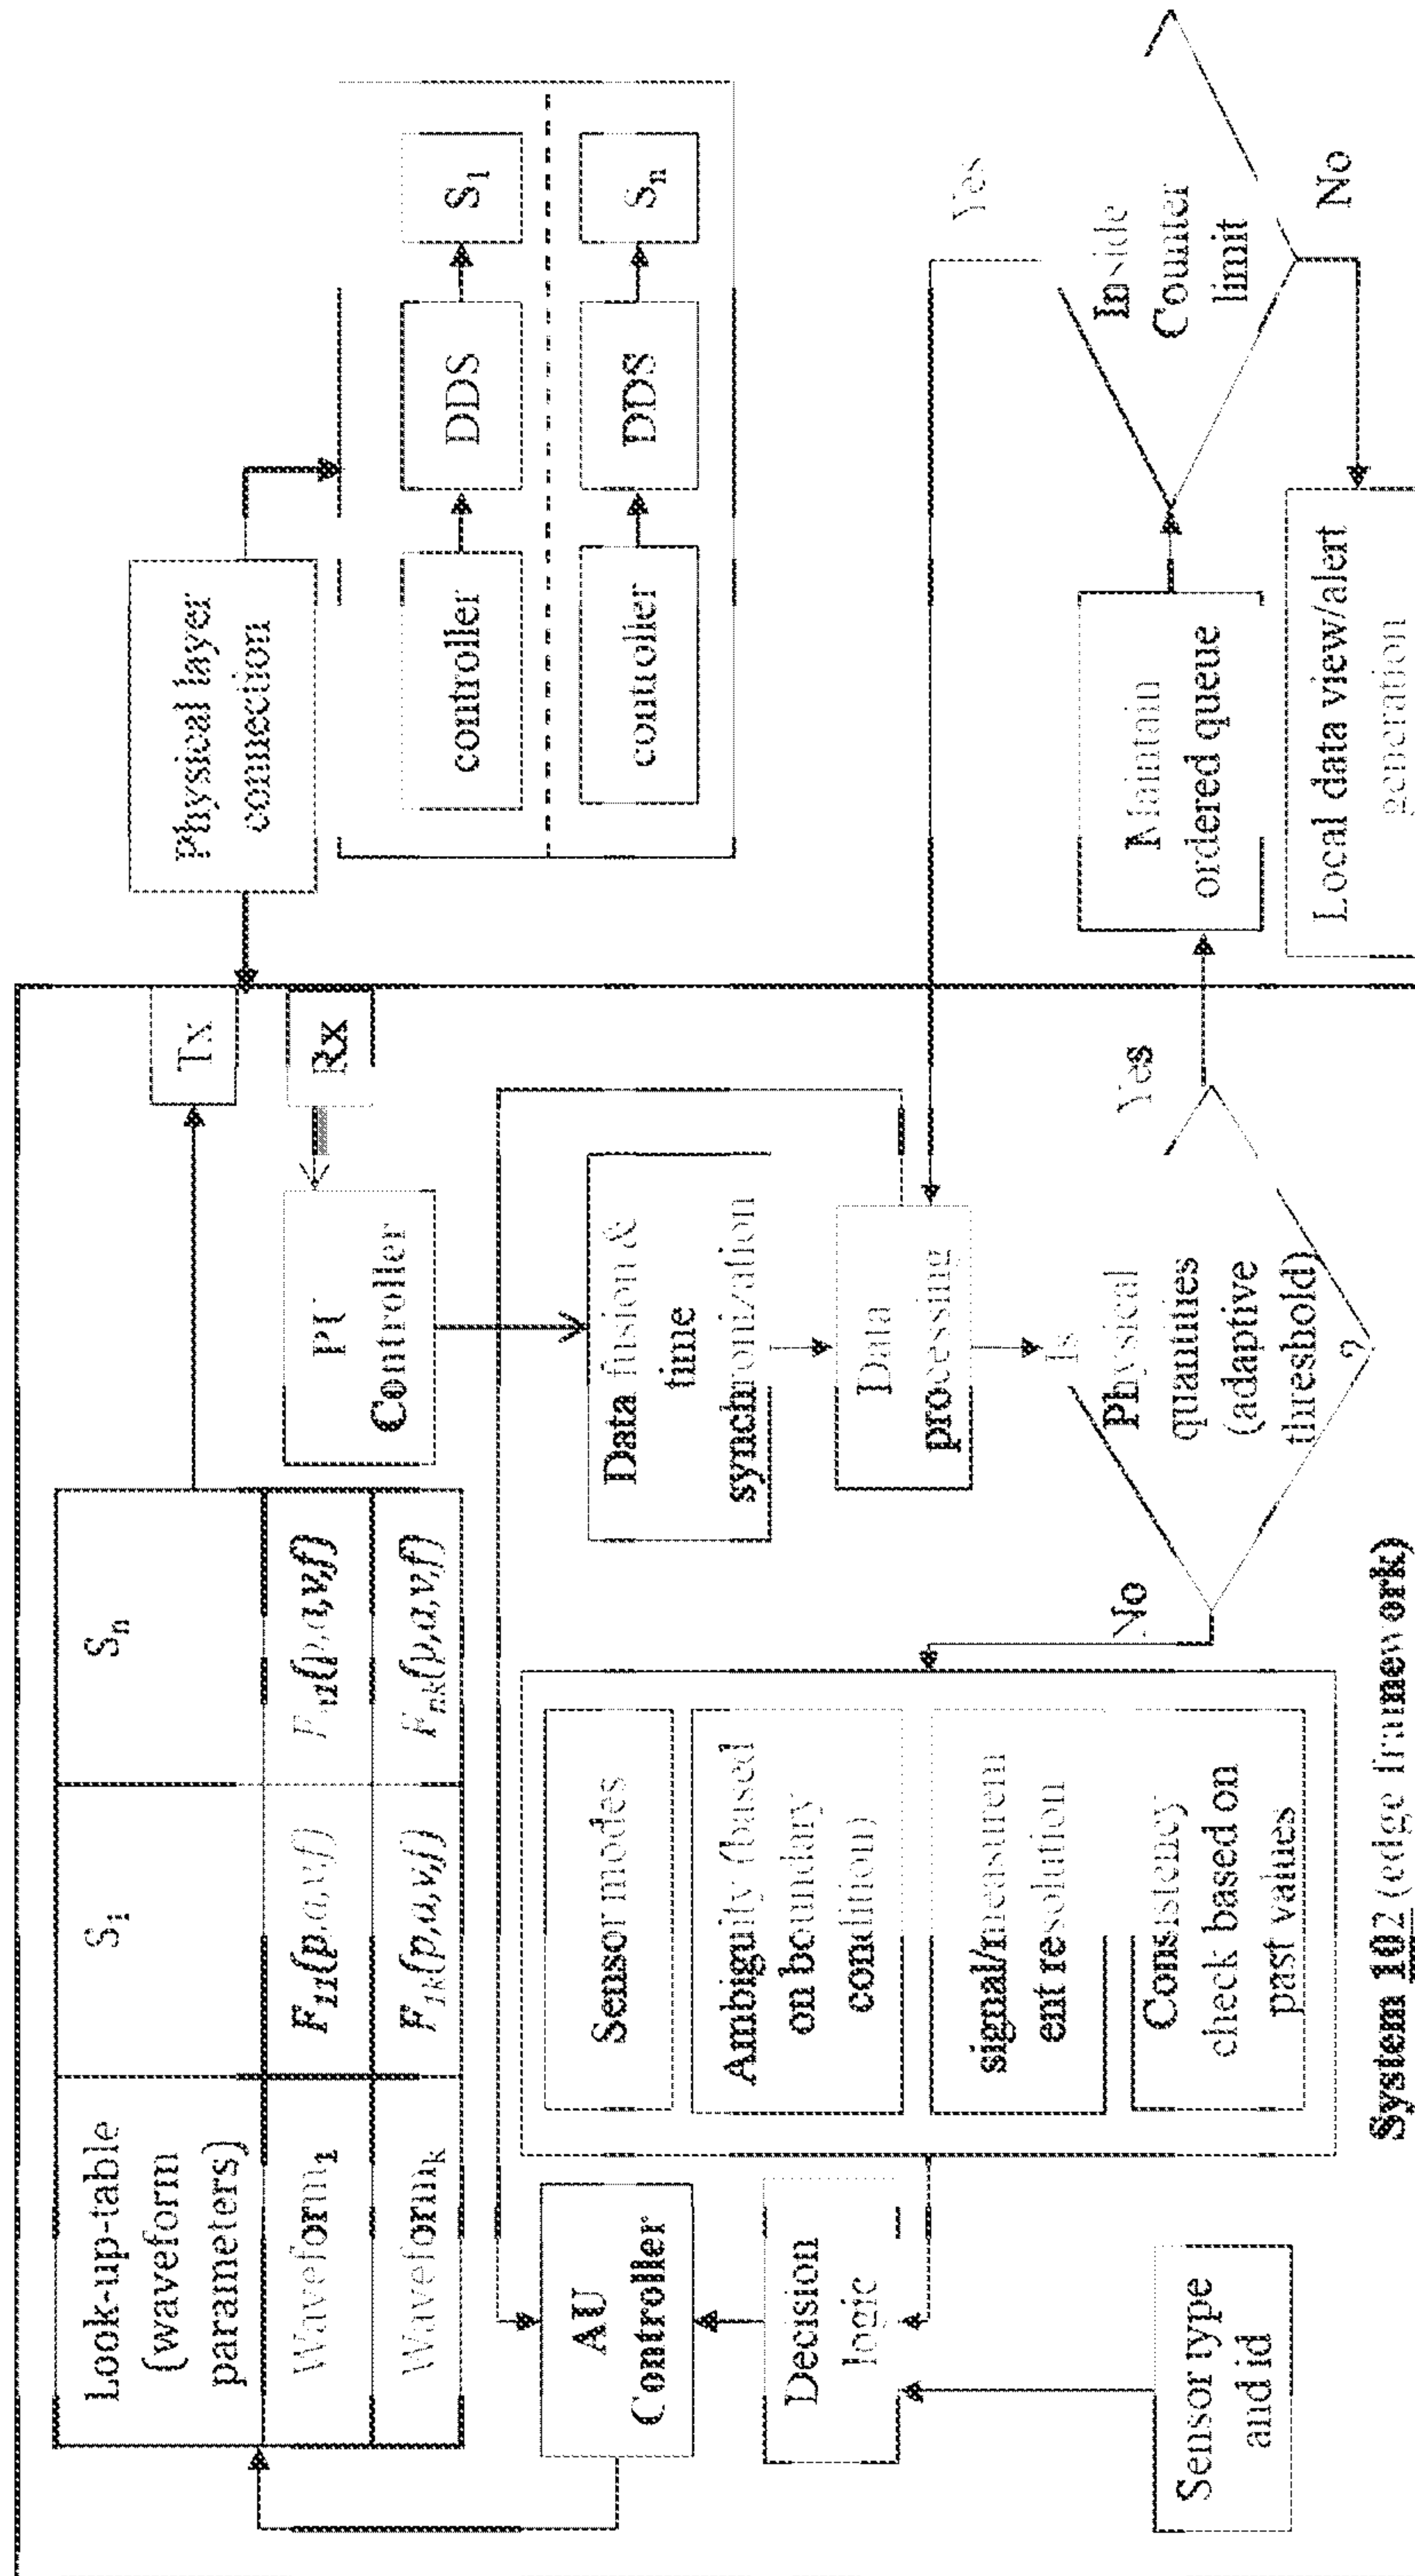 Look-up-table
(waveform
parameters)
S1
Sn
Waveform1
F11(p,a,v,f)
Fn1(p,a,v,f)
Waveformk
F1k(p,a,v,f)
Fnk(p,a,v,f)
Tx
Rx
Physical layer
connection
controller
DDS
S1
controller
DDS
Sn
Controller
AU
Controller
Data fusion &
time
synchronization
Data
processing
Decision
logic
Sensor type
and id
Sensor modes
Ambiguity (based
on boundary
condition)
signal/measurem
ent resolution
Consistency
check based on
past values
No
Is
Physical
quantities
(adaptive
threshold)
?
Yes
Maintain
ordered queue
Yes
Inside
Counter
limit
No
Local data view/alert
generation
System 102 (edge framework)